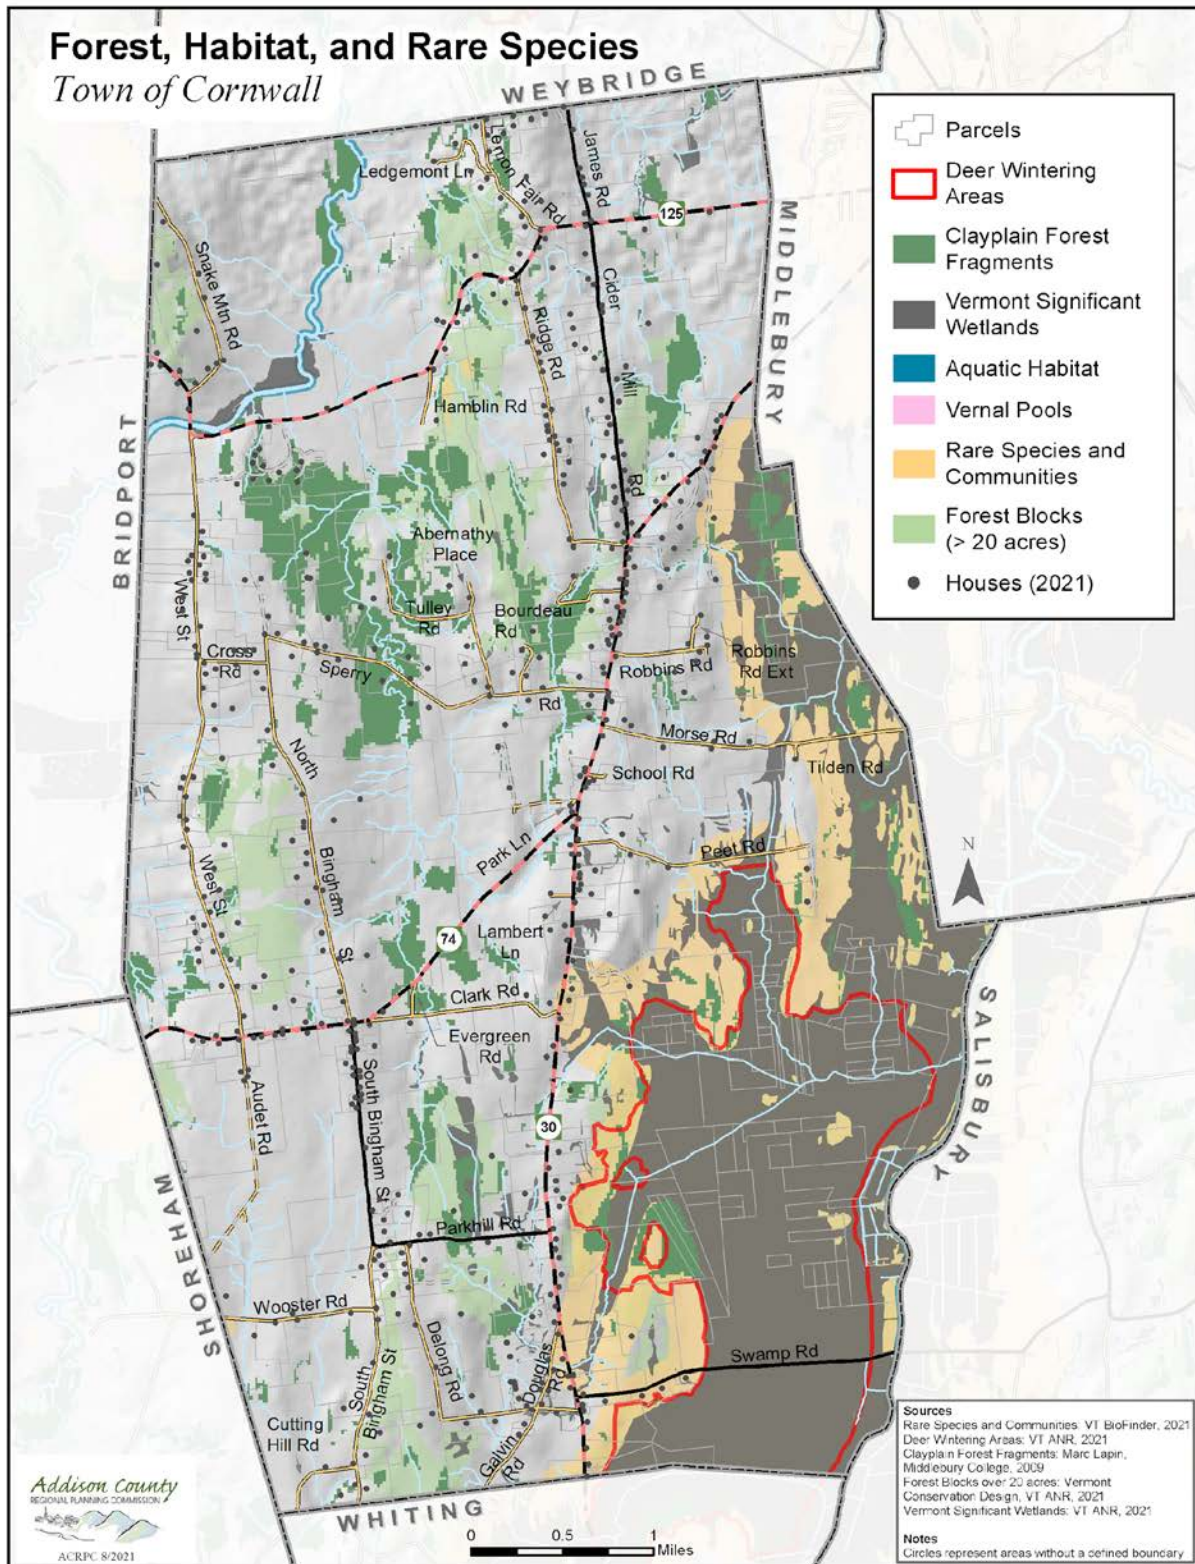 Forest, Habitat, and Rare Species
Town of Cornwall
WEYBRIDGE
MIDDLEBURY
BRIDPORT
SALISBURY
SHOREHAM
WHITING
Parcels
Deer Wintering
Areas
Clayplain Forest
Fragments
Vermont Significant
Wetlands
Aquatic Habitat
Vernal Pools
Rare Species and
Communities
Forest Blocks
(> 20 acres)
Houses (2021)
Ledgemont Ln
Lemon Fair Rd
James Rd
125
Snake Mtn Rd
Cider
Mill
Rd
Ridge Rd
Hamblin Rd
Abernathy
Place
Tulley
Rd
Bourdeau
Rd
West St
Cross
Rd
Sperry
Rd
Robbins Rd
Robbins
Rd Ext
Morse Rd
Tilden Rd
School Rd
North
Bingham
St
Park Ln
Peet Rd
West St
74
Lambert
Ln
Clark Rd
Evergreen
Rd
N
South Bingham St
Audet Rd
30
Parkhill Rd
Wooster Rd
Delong Rd
Douglas
Rd
Swamp Rd
South
Bingham St
Cutting
Hill Rd
Galvin
Rd
Addison County
REGIONAL PLANNING COMMISSION
ACRPC 8/2021
0 0.5 1
Miles
Sources
Rare Species and Communities: VT BioFinder, 2021
Deer Wintering Areas: VT ANR, 2021
Clayplain Forest Fragments: Marc Lapin,
Middlebury College, 2009
Forest Blocks over 20 acres: Vermont
Conservation Design, VT ANR, 2021
Vermont Significant Wetlands: VT ANR, 2021
Notes
Circles represent areas without a defined boundary